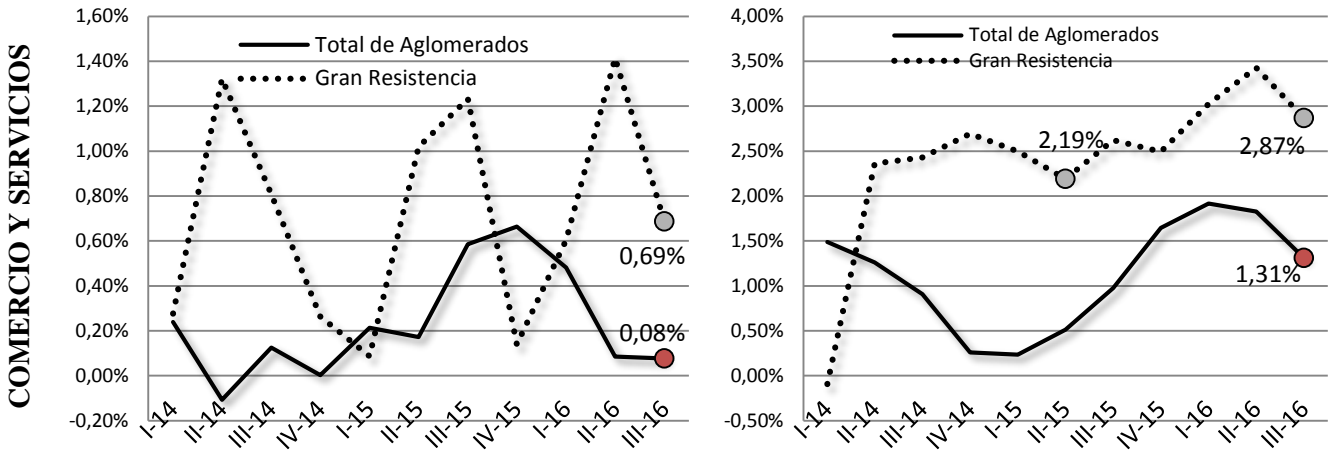 COMERCIO Y SERVICIOS
1,60%
1,40%
1,20%
1,00%
0,80%
0,60%
0,40%
0,20%
0,00%
-0,20%
Total de Aglomerados
Gran Resistencia
0,69%
0,08%
I-14
II-14
III-14
IV-14
I-15
II-15
III-15
IV-15
I-16
II-16
III-16
4,00%
3,50%
3,00%
2,50%
2,00%
1,50%
1,00%
0,50%
0,00%
-0,50%
Total de Aglomerados
Gran Resistencia
2,19%
2,87%
1,31%
I-14
II-14
III-14
IV-14
I-15
II-15
III-15
IV-15
I-16
II-16
III-16